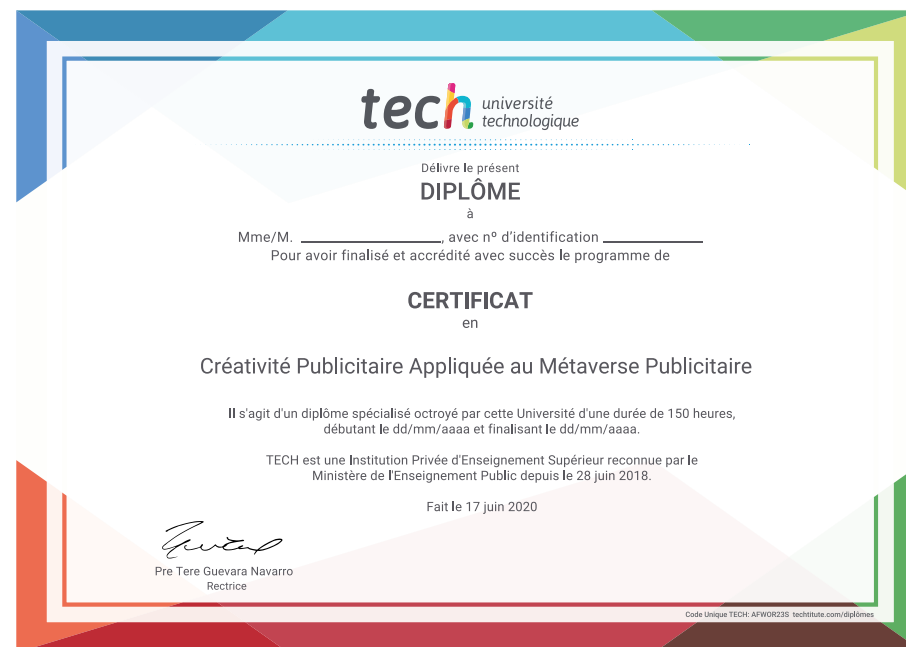 tech université
technologique
Délivre le présent
DIPLÔME
à
Mme/M. ____________________, avec nº d'identification ______________
Pour avoir finalisé et accrédité avec succès le programme de
CERTIFICAT
en
Créativité Publicitaire Appliquée au Métaverse Publicitaire
Il s'agit d'un diplôme spécialisé octroyé par cette Université d'une durée de 150 heures,
débutant le dd/mm/aaaa et finalisant le dd/mm/aaaa.
TECH est une Institution Privée d'Enseignement Supérieur reconnue par le
Ministère de l'Enseignement Public depuis le 28 juin 2018.
Fait le 17 juin 2020
Pre Tere Guevara Navarro
Rectrice
Code Unique TECH: AFWOR23S techtitute.com/diplômes